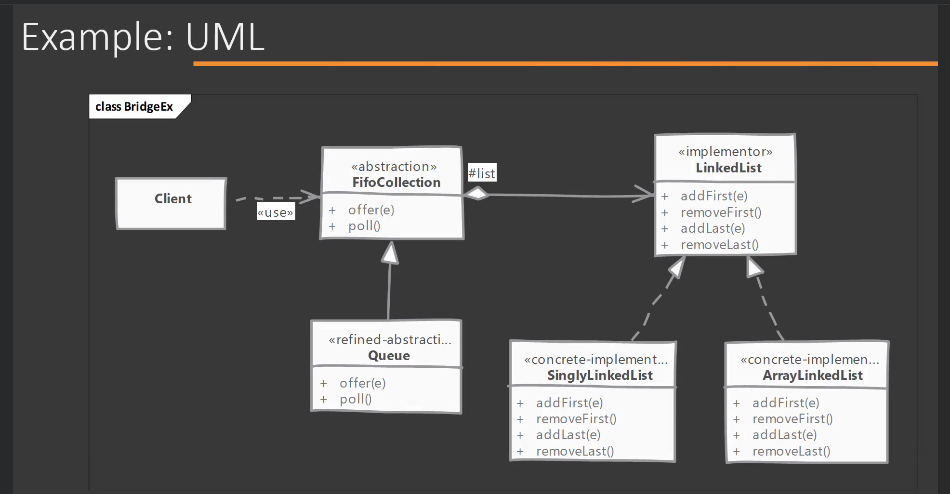 Example: UML
class BridgeEx
Client
«use»
«abstraction»
FifoCollection
+ offer(e)
+ poll()
#list
«implementor»
LinkedList
+ addFirst(e)
+ removeFirst()
+ addLast(e)
+ removeLast()
«refined-abstracti...
Queue
+ offer(e)
+ poll()
«concrete-implement...
SinglyLinkedList
+ addFirst(e)
+ removeFirst()
+ addLast(e)
+ removeLast()
«concrete-implemen...
ArrayLinkedList
+ addFirst(e)
+ removeFirst()
+ addLast(e)
+ removeLast()